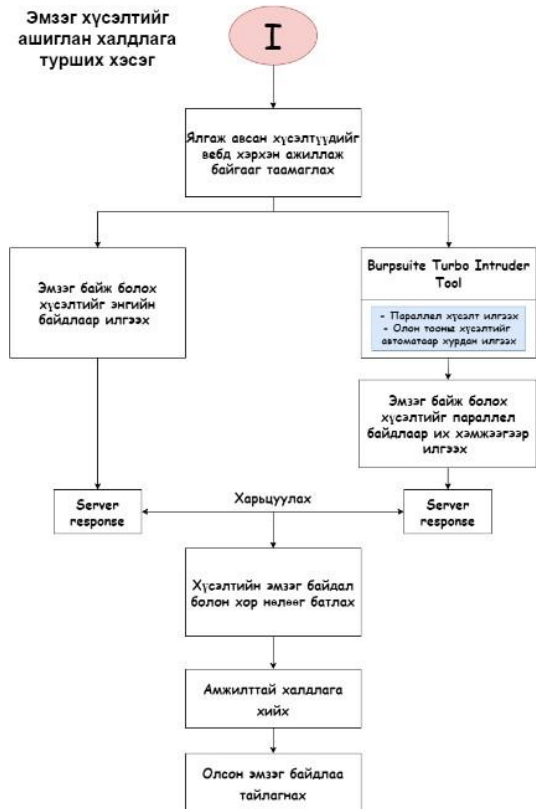 Эмзэг хүсэлтийг
ашиглан халдлага
турших хэсэг
I
Ялгаж авсан хүсэлтүүдийг
вебд хэрхэн ажиллаж
байгааг таамаглах
Эмзэг байж болох
хүсэлтийг энгийн
байдлаар илгээх
Burpsuite Turbo Intruder
Tool
- Параллел хүсэлт илгээх
- Олон тооны хүсэлтийг
автоматаар хурдан илгээх
Эмзэг байж болох
хүсэлтийг параллел
байдлаар их хэмжээгээр
илгээх
Server
response
Харьцуулах
Server
response
Хүсэлтийн эмзэг байдал
болон хор нөлөөг батлах
Амжилттай халдлага
хийх
Олсон эмзэг байдлаа
тайлагнах